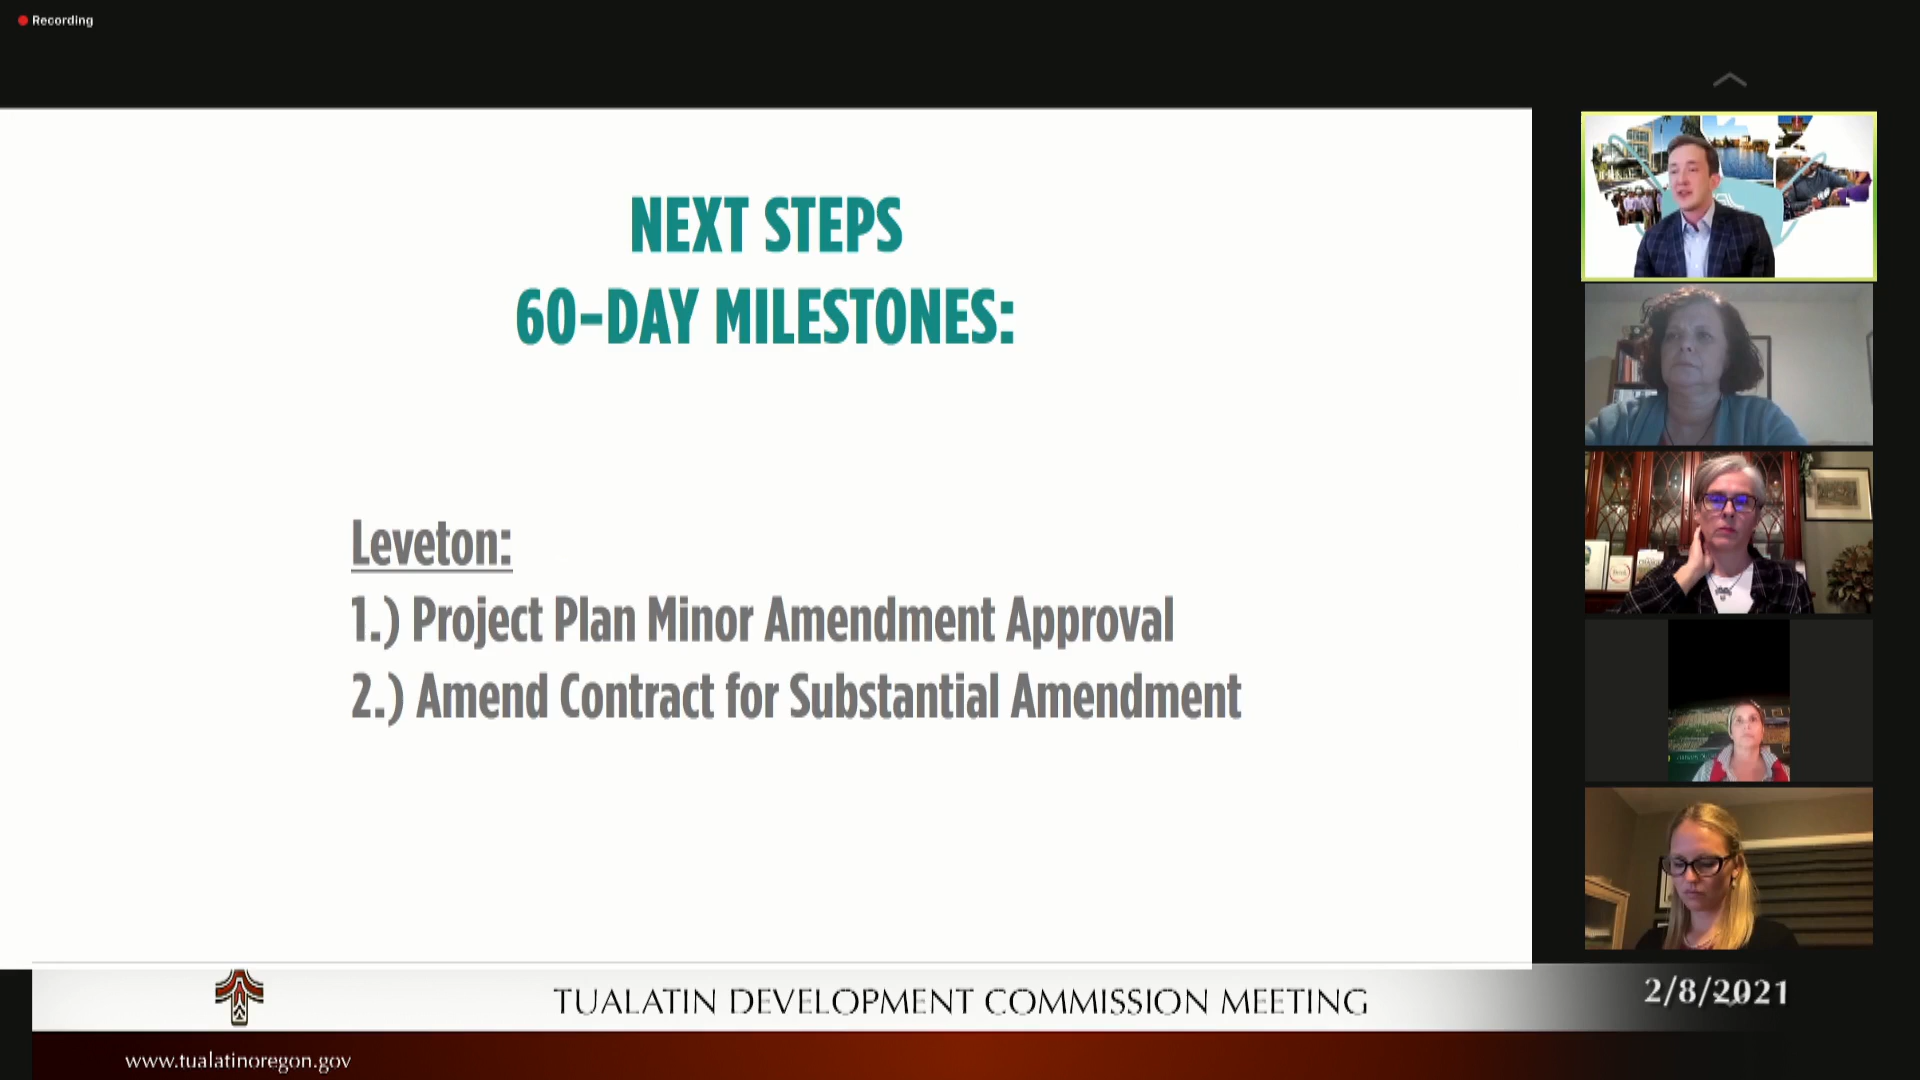 Recording
NEXT STEPS
60-DAY MILESTONES:
Leveton:
1.) Project Plan Minor Amendment Approval
2.) Amend Contract for Substantial Amendment
TUALATIN DEVELOPMENT COMMISSION MEETING
2/8/2021
www.tualatinoregon.gov